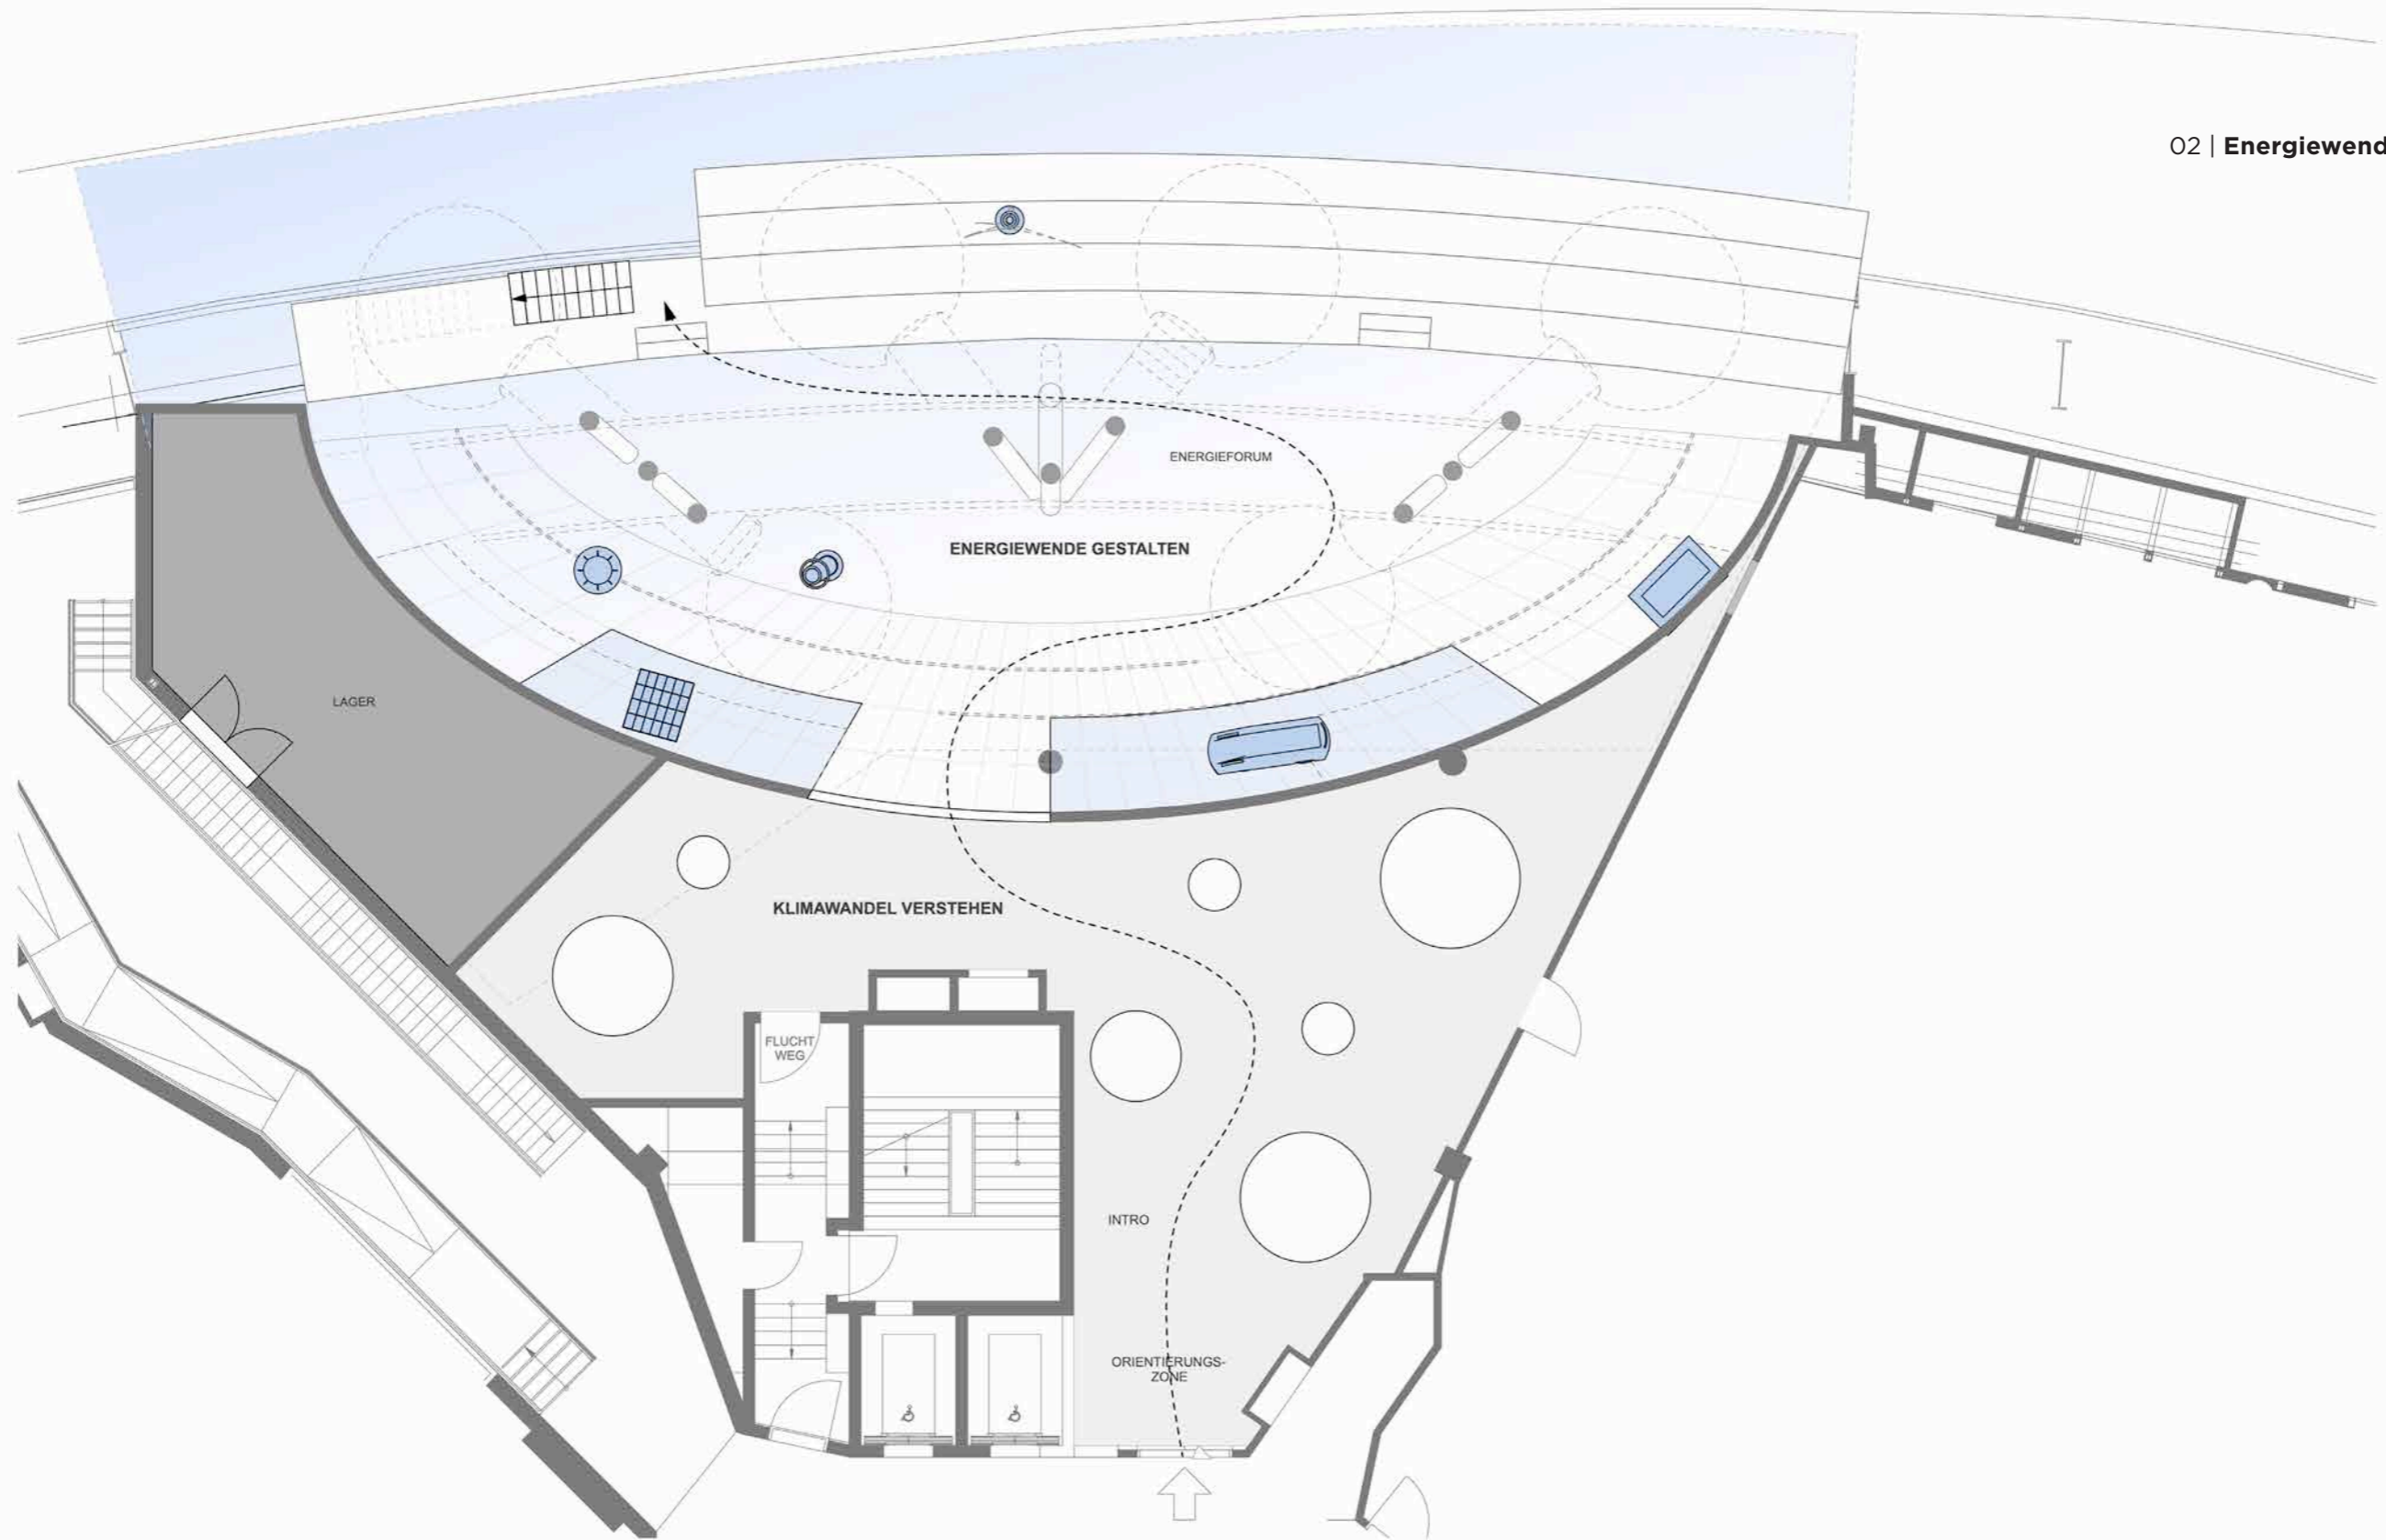 02 | Energiewend
ENERGIEFORUM
ENERGIEWENDE GESTALTEN
LAGER
KLIMAWANDEL VERSTEHEN
FLUCHT
WEG
INTRO
ORIENTIERUNGS-
ZONE